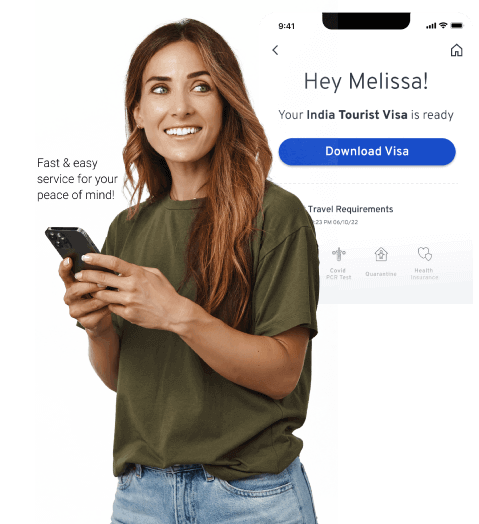 9:41
Hey Melissa!
Your India Tourist Visa is ready
Download Visa
Fast & easy
service for your
peace of mind!
Travel Requirements
:23 PM 06/10/22
Covid
PCR Test
Quarantine
Health
Insurance